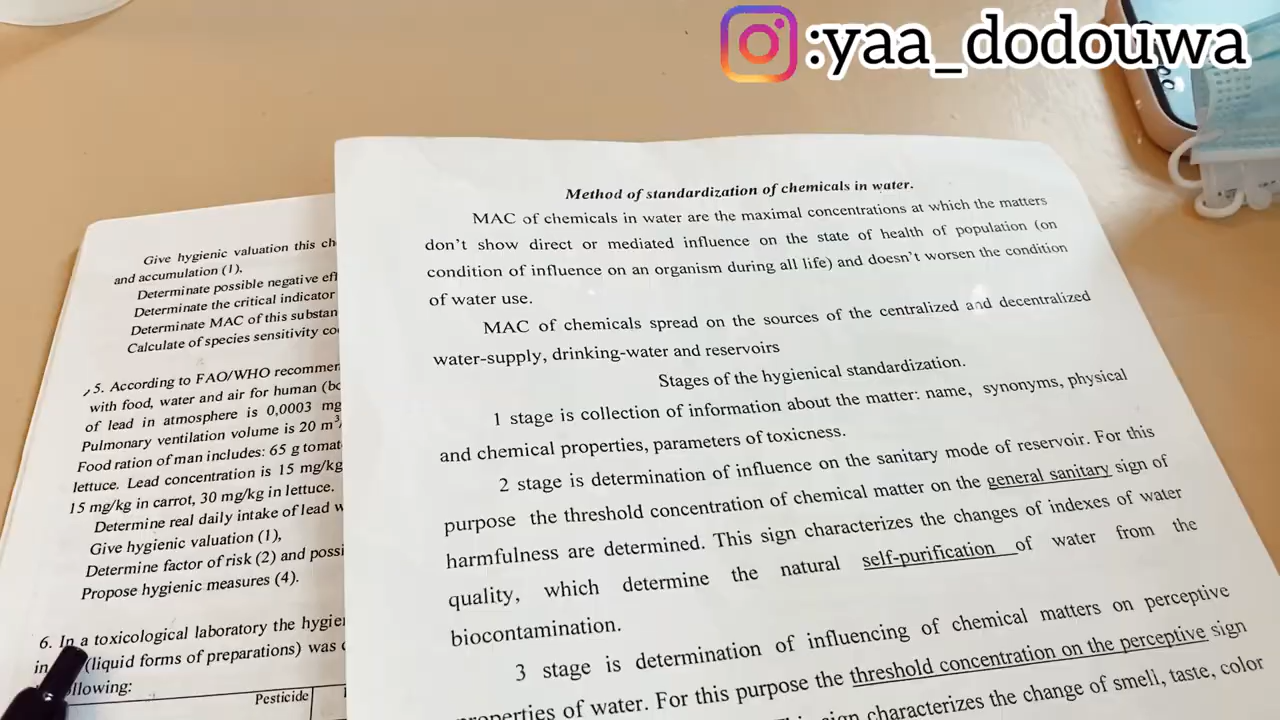 :yaa_dodouwa
Method of standardization of chemicals in water.
MAC of chemicals in water are the maximal concentrations at which the matters
don't show direct or mediated influence on the state of health of population (on
condition of influence on an organism during all life) and doesn't worsen the condition
of water use.
MAC of chemicals spread on the sources of the centralized and decentralized
water-supply, drinking-water and reservoirs
Stages of the hygienical standardization.
1 stage is collection of information about the matter: name, synonyms, physical
and chemical properties, parameters of toxicness.
2 stage is determination of influence on the sanitary mode of reservoir. For this
purpose the threshold concentration of chemical matter on the general sanitary sign of
harmfulness are determined. This sign characterizes the changes of indexes of water
quality, which determine the natural self-purification of water from the
biocontamination.
3 stage is determination of influencing of chemical matters on perceptive
properties of water. For this purpose the threshold concentration on the perceptive sign
sign characterizes the change of smell, taste, color
Give hygienic valuation this
and accumulation (1),
Determinate possible negative
Determinate the critical indicator
Determinate MAC of this
Calculate of species sensitivity
5. According to FAO/WHO
with food, water and air for human
of lead in atmosphere is 0,0003
Pulmonary ventilation volume is 20
Food ration of man includes: 65 g
lettuce. Lead concentration is 15 mg/kg
15 mg/kg in carrot, 30 mg/kg in lettuce.
Determine real daily intake of lead
Give hygienic valuation (1),
Determine factor of risk (2) and
Propose hygienic measures (4).
6. In a toxicological laboratory the
(liquid forms of preparations) was
Pesticide